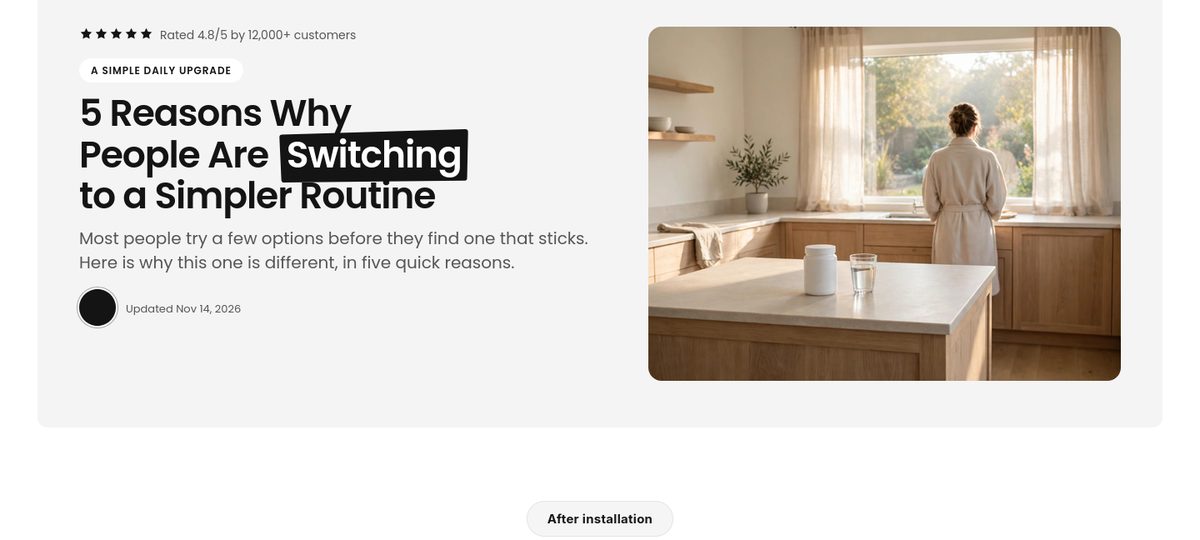 Rated 4.8/5 by 12,000+ customers
A SIMPLE DAILY UPGRADE
5 Reasons Why
People Are Switching
to a Simpler Routine
Most people try a few options before they find one that sticks.
Here is why this one is different, in five quick reasons.
Updated Nov 14, 2026
After installation